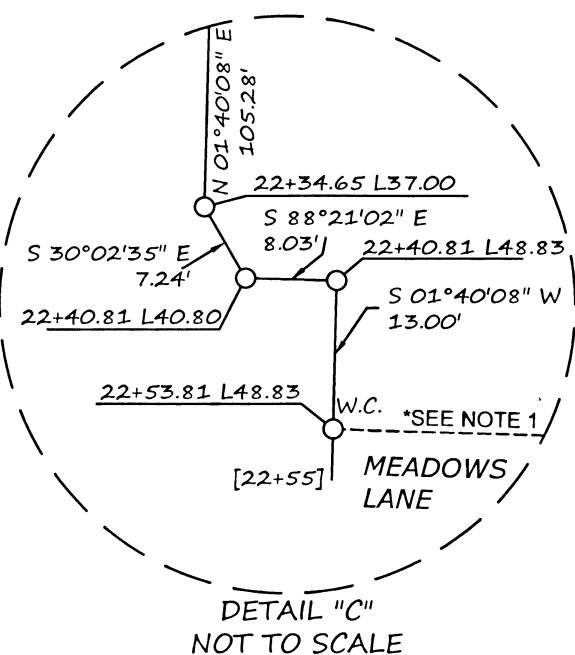 N 01°40'08" E
105.28'
22+34.65 L37.00
S 88°21'02" E
8.03'
22+40.81 L48.83
S 30°02'35" E
7.24'
S 01°40'08" W
13.00'
22+40.81 L40.80
22+53.81 L48.83
W.C.
*SEE NOTE 1
[22+55]
MEADOWS
LANE
DETAIL "C"
NOT TO SCALE